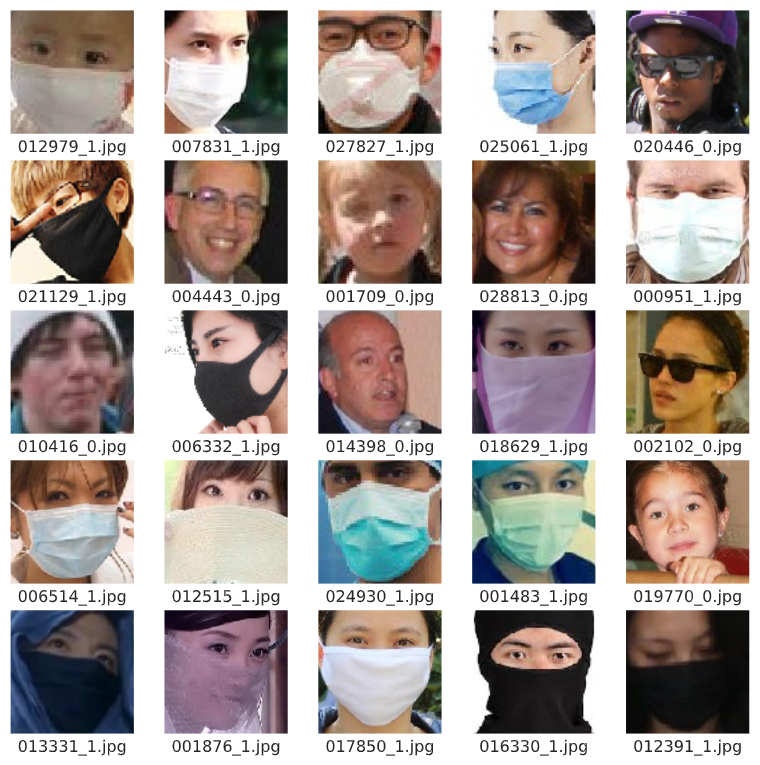 012979_1.jpg 007831_1.jpg 027827_1.jpg 025061_1.jpg 020446_0.jpg
021129_1.jpg 004443_0.jpg 001709_0.jpg 028813_0.jpg 000951_1.jpg
010416_0.jpg 006332_1.jpg 014398_0.jpg 018629_1.jpg 002102_0.jpg
006514_1.jpg 012515_1.jpg 024930_1.jpg 001483_1.jpg 019770_0.jpg
013331_1.jpg 001876_1.jpg 017850_1.jpg 016330_1.jpg 012391_1.jpg